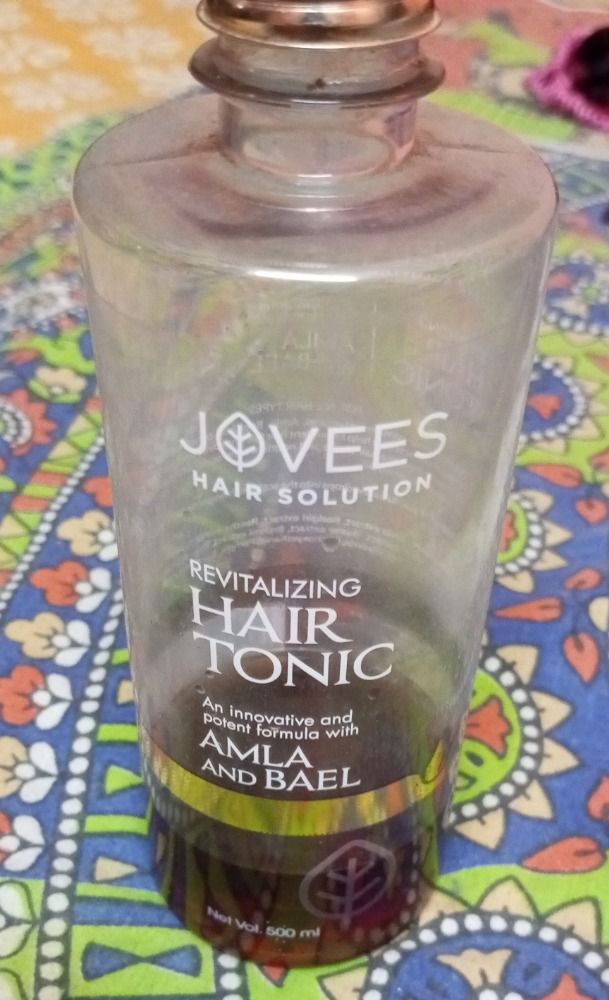 JOVEES
HAIR SOLUTION
REVITALIZING
HAIR
TONIC
An innovative and
potent formula with
AMLA
AND BAEL
Net Vol. 500 ml